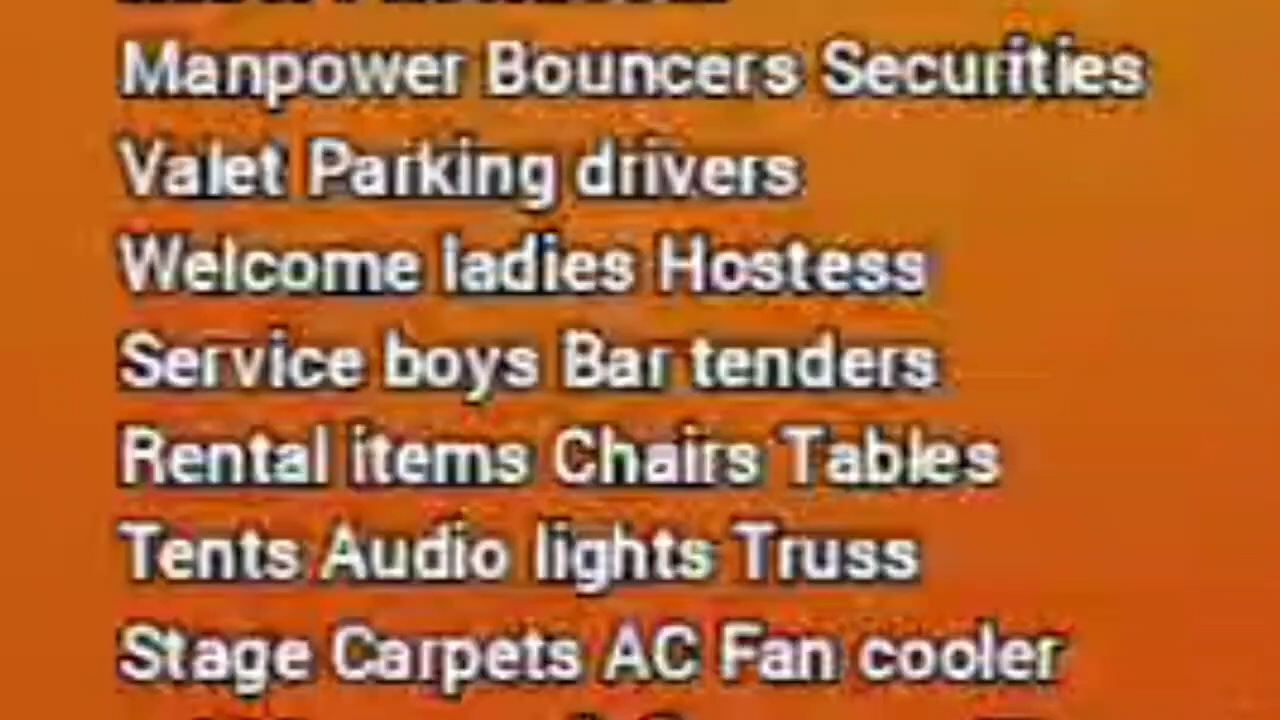 Manpower Bouncers Securities
Valet Parking drivers
Welcome ladies Hostess
Service boys Bar tenders
Rental items Chairs Tables
Tents Audio lights Truss
Stage Carpets AC Fan cooler